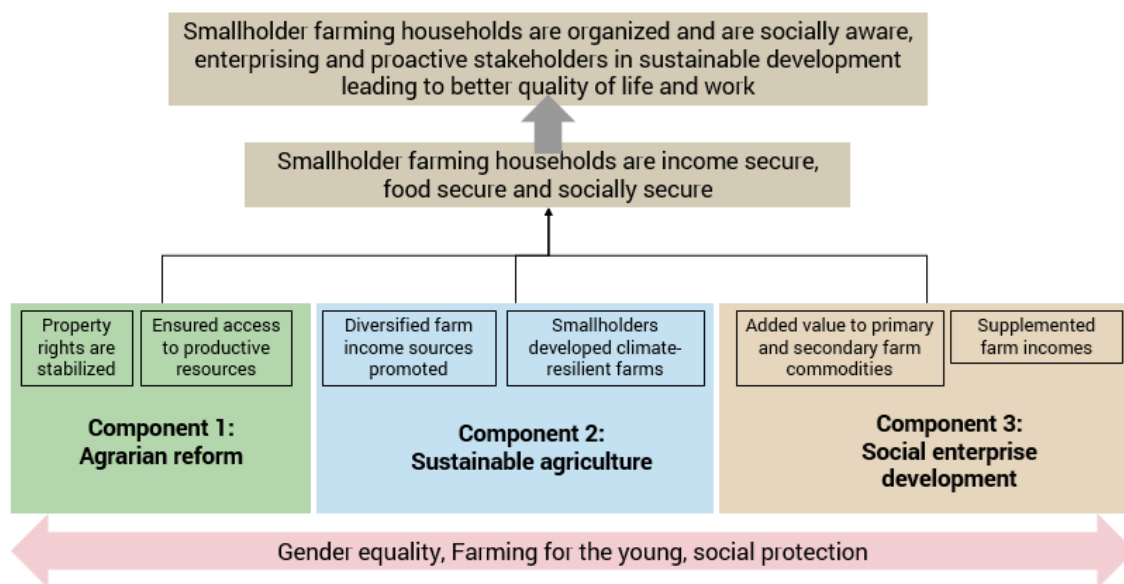 Smallholder farming households are organized and are socially aware,
enterprising and proactive stakeholders in sustainable development
leading to better quality of life and work
Smallholder farming households are income secure,
food secure and socially secure
Property
rights are
stabilized
Ensured access
to productive
resources
Diversified farm
income sources
promoted
Smallholders
developed climate-
resilient farms
Added value to primary
and secondary farm
commodities
Supplemented
farm incomes
Component 1:
Agrarian reform
Component 2:
Sustainable agriculture
Component 3:
Social enterprise
development
Gender equality, Farming for the young, social protection